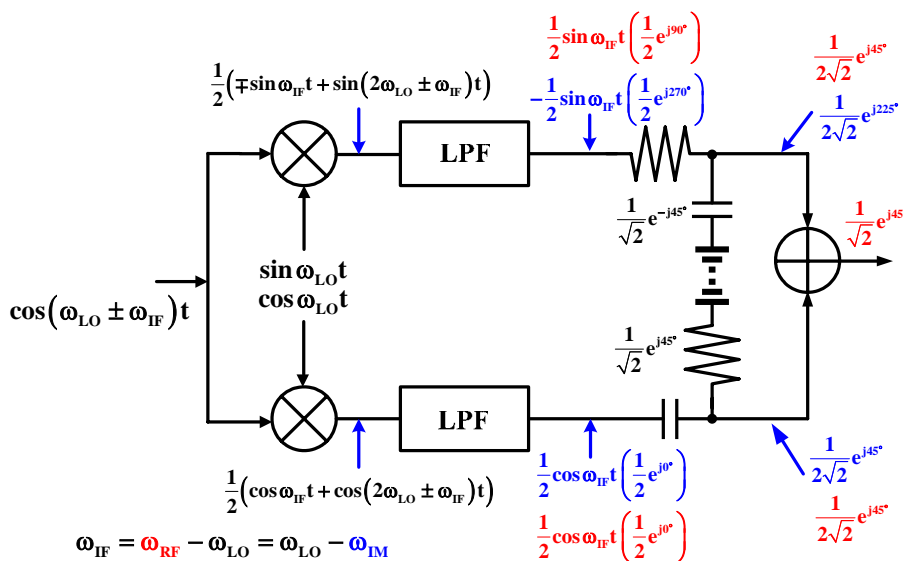 1/2 sin ω_IF t (1/2 e^{j90°})
-1/2 sin ω_IF t (1/2 e^{j270°})
1/2 (∓sin ω_IF t + sin(2ω_LO ± ω_IF)t)
1/(2√2) e^{j45°}
1/(2√2) e^{j225°}
LPF
1/√2 e^{-j45°}
1/√2 e^{j45
sin ω_LO t
cos ω_LO t
cos(ω_LO ± ω_IF)t
1/√2 e^{j45°}
LPF
1/2 (cos ω_IF t + cos(2ω_LO ± ω_IF)t)
1/2 cos ω_IF t (1/2 e^{j0°})
1/2 cos ω_IF t (1/2 e^{j0°})
1/(2√2) e^{j45°}
1/(2√2) e^{j45°}
ω_IF = ω_RF - ω_LO = ω_LO - ω_IM